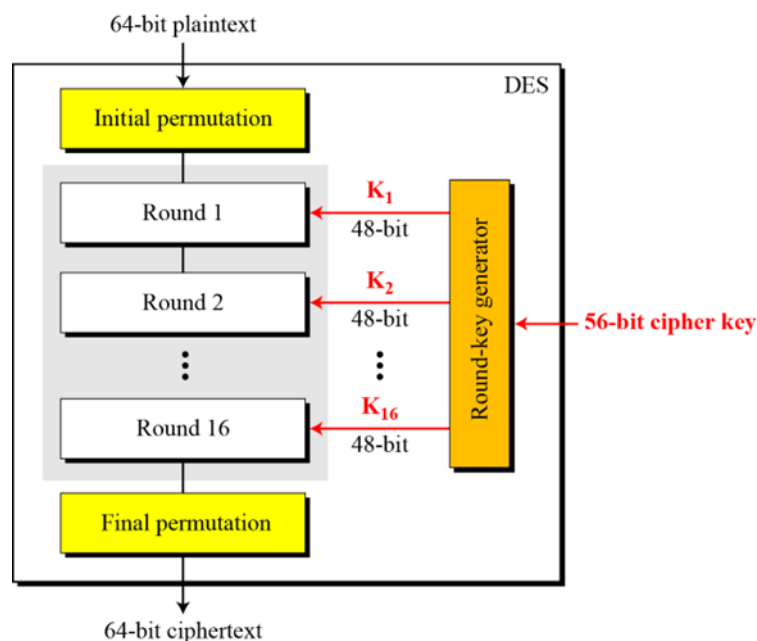 64-bit plaintext
DES
Initial permutation
Round 1
K₁
48-bit
Round 2
K₂
48-bit
Round-key generator
56-bit cipher key
Round 16
K₁₆
48-bit
Final permutation
64-bit ciphertext